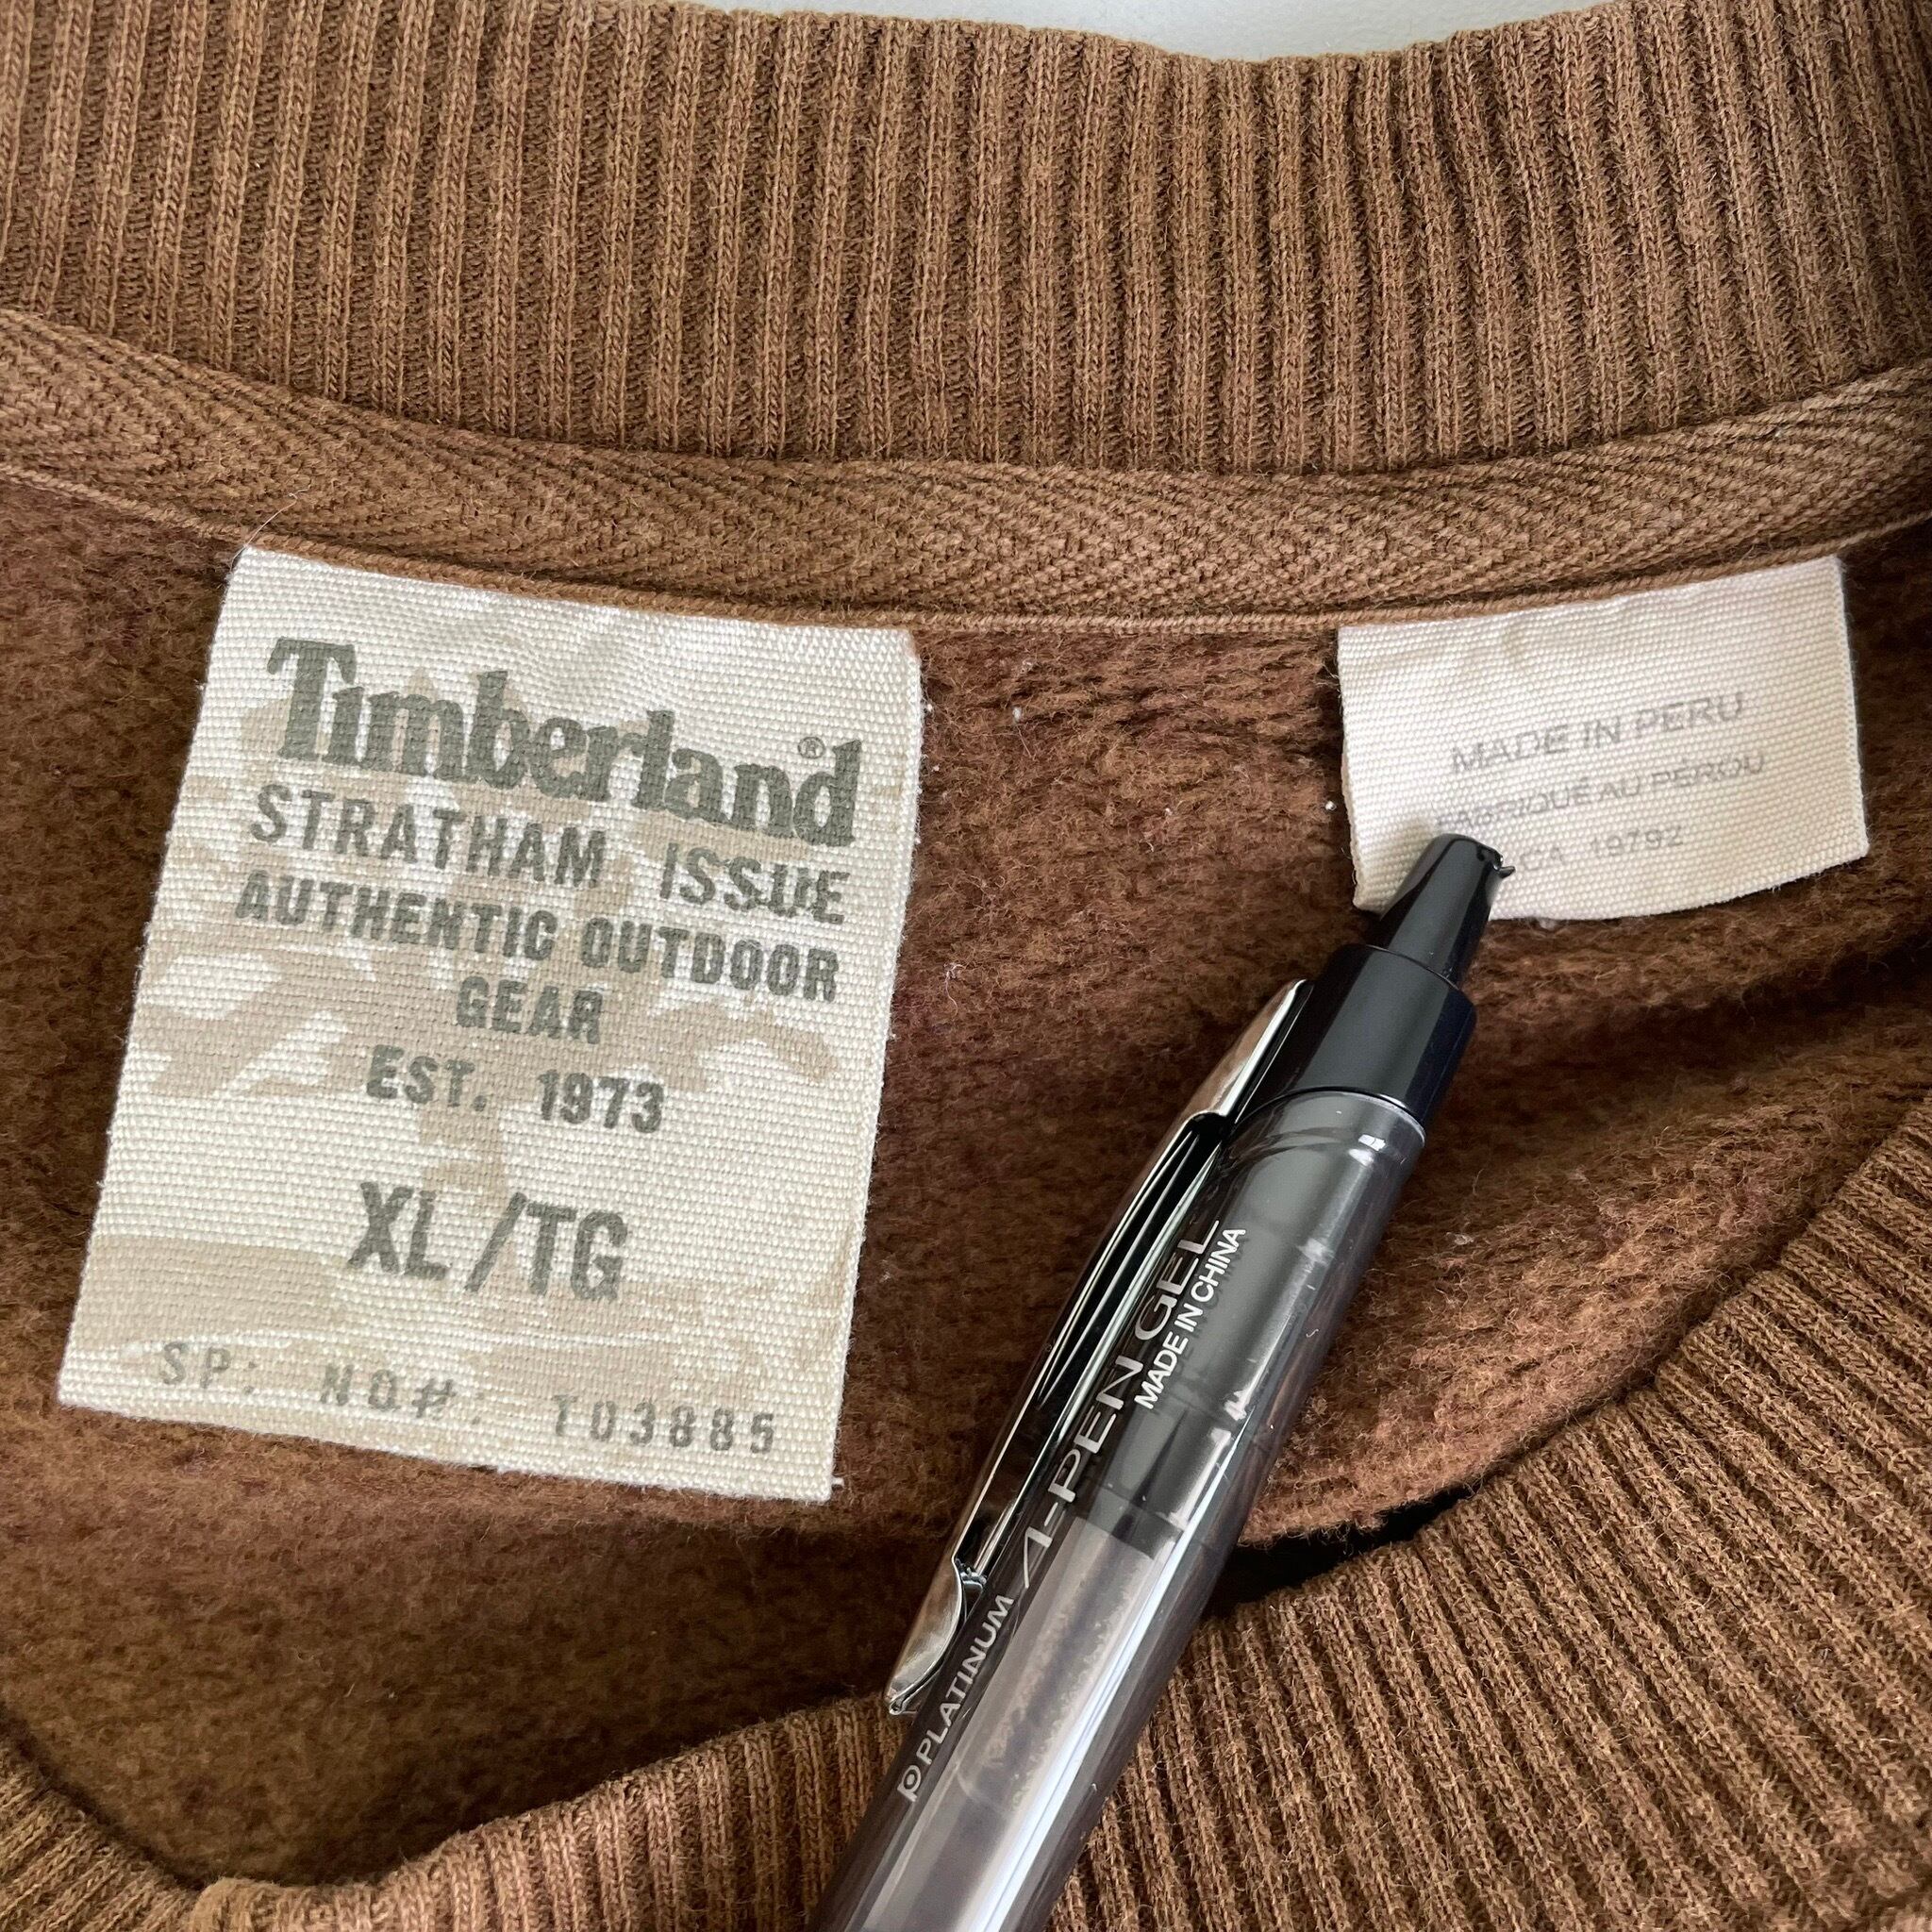 Timberland®
STRATHAM ISSUE
AUTHENTIC OUTDOOR
GEAR
EST. 1973
XL/TG
SP: NO#: T03885
MADE IN PERU
FABRIQUÉ AU PÉROU
CA 19792
PLATINUM A-PEN GEL
MADE IN CHINA